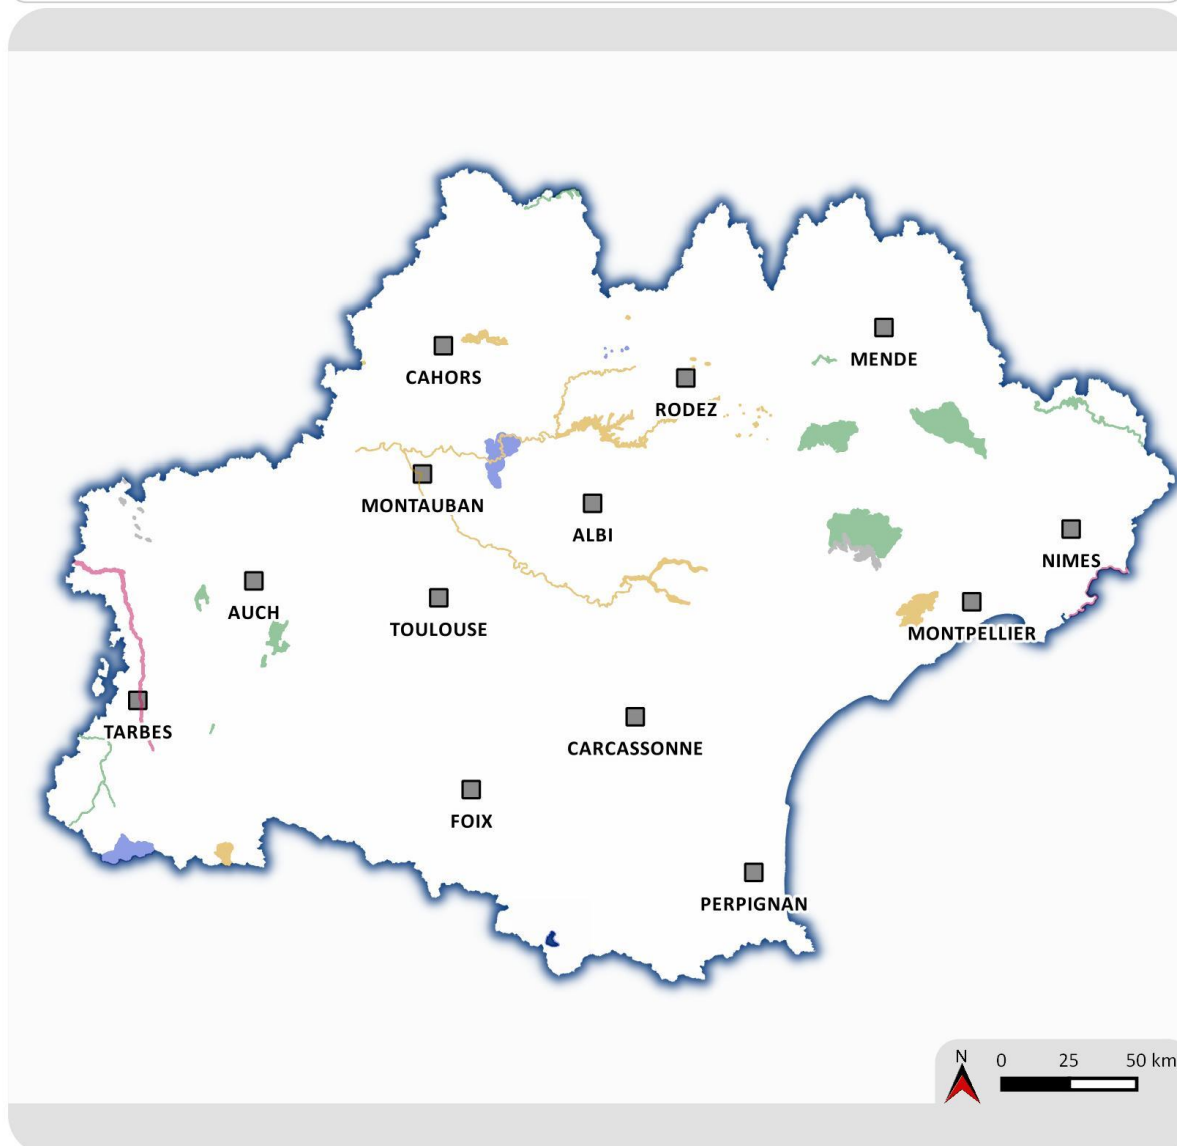 MENDE
CAHORS
RODEZ
MONTAUBAN
ALBI
NIMES
AUCH
TOULOUSE
MONTPELLIER
TARBES
CARCASSONNE
FOIX
PERPIGNAN
N 0 25 50 km